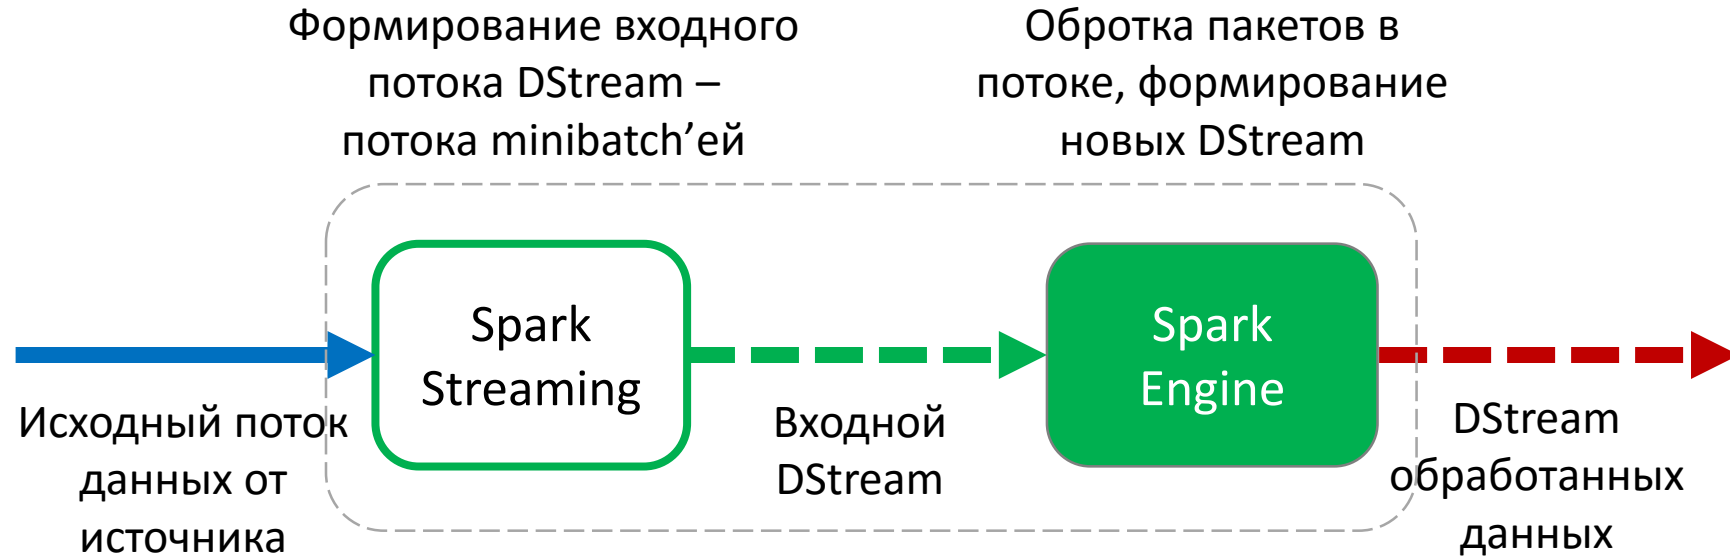 Формирование входного
потока DStream –
потока minibatch’ей
Обротка пакетов в
потоке, формирование
новых DStream
Spark
Streaming
Spark
Engine
Исходный поток
данных от
источника
Входной
DStream
DStream
обработанных
данных